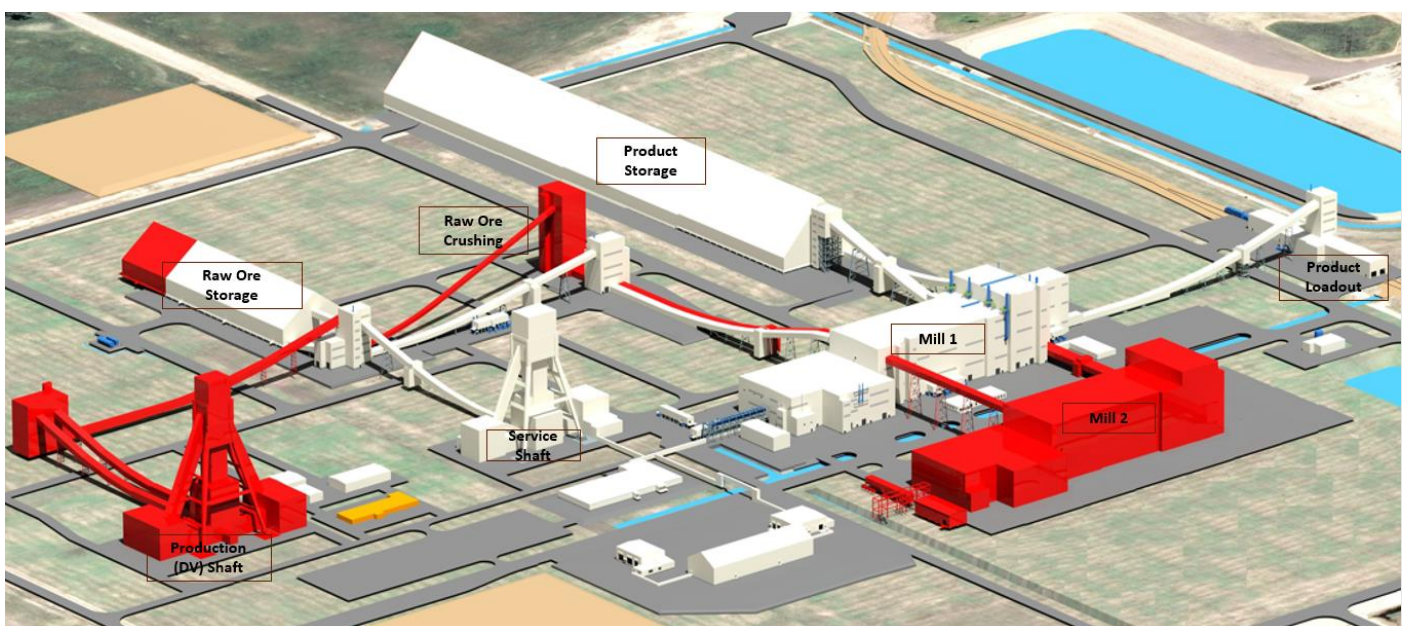 Product
Storage
Raw Ore
Crushing
Raw Ore
Storage
Product
Loadout
Mill 1
Mill 2
Service
Shaft
Production
(DV) Shaft